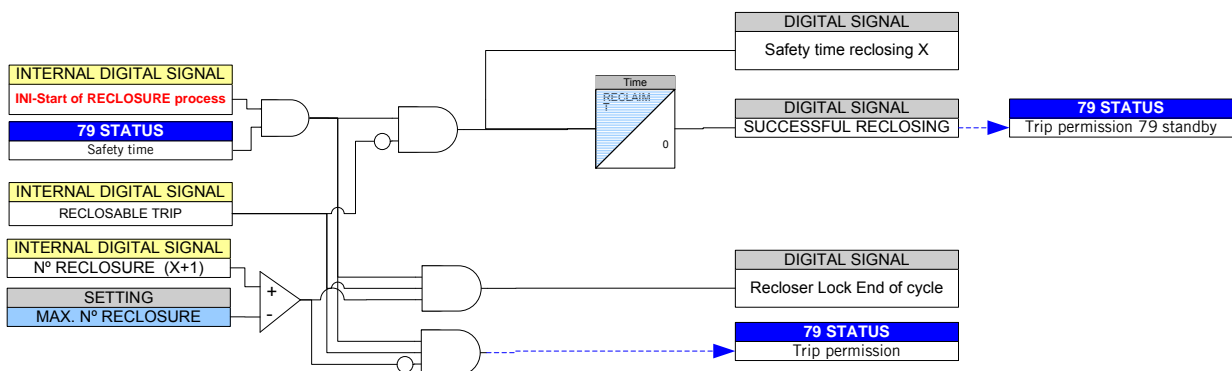 DIGITAL SIGNAL
Safety time reclosing X
INTERNAL DIGITAL SIGNAL
INI-Start of RECLOSURE process
79 STATUS
Safety time
Time
RECLAIM
T
0
DIGITAL SIGNAL
SUCCESSFUL RECLOSING
79 STATUS
Trip permission 79 standby
INTERNAL DIGITAL SIGNAL
RECLOSABLE TRIP
INTERNAL DIGITAL SIGNAL
Nº RECLOSURE (X+1)
SETTING
MAX. Nº RECLOSURE
+
-
DIGITAL SIGNAL
Recloser Lock End of cycle
79 STATUS
Trip permission